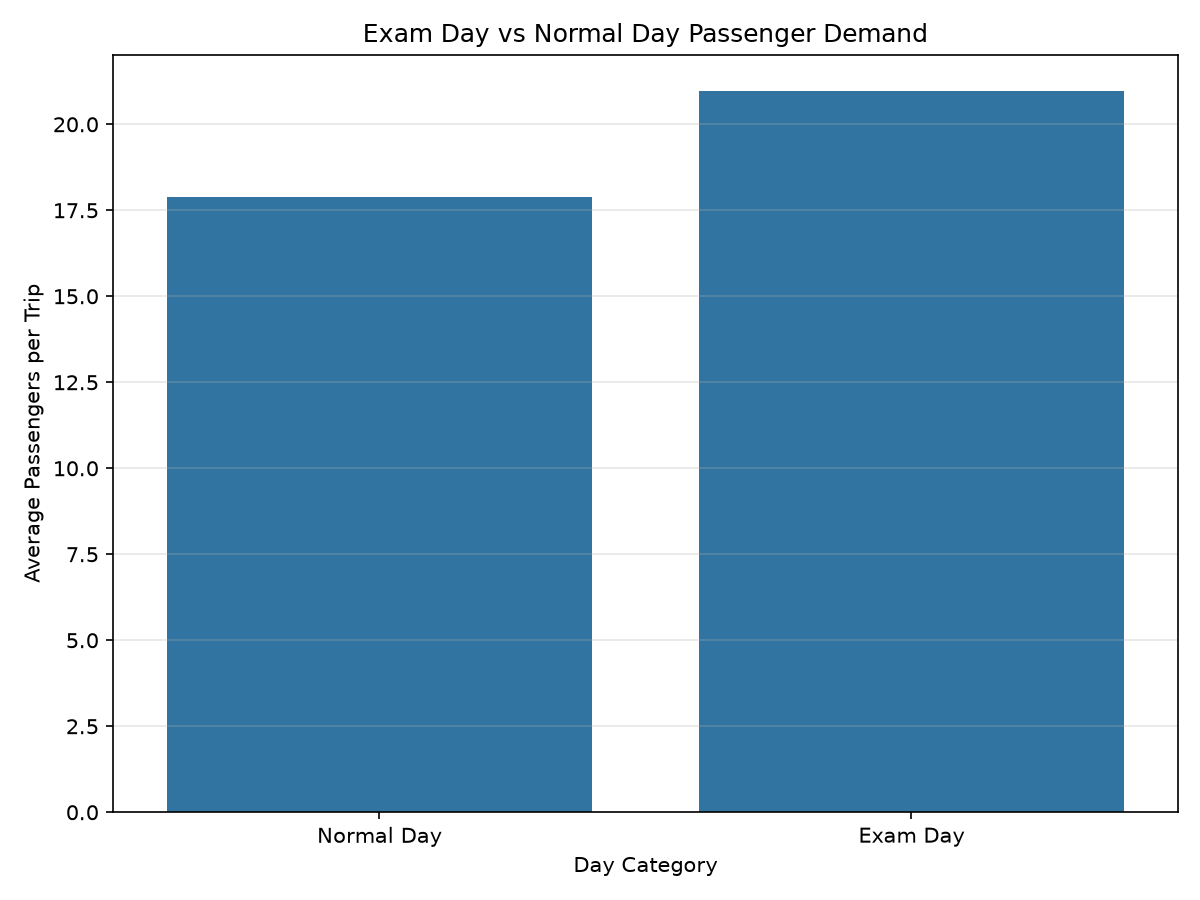 Exam Day vs Normal Day Passenger Demand
Average Passengers per Trip
20.0
17.5
15.0
12.5
10.0
7.5
5.0
2.5
0.0
Normal Day
Exam Day
Day Category